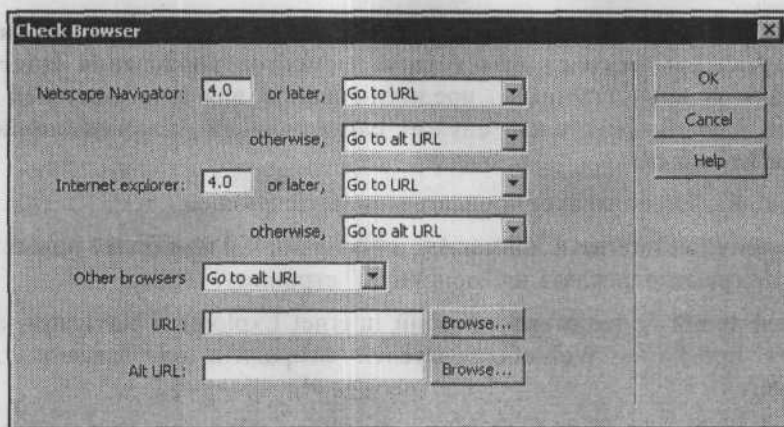 Check Browser
Netscape Navigator: 4.0 or later, Go to URL OK
otherwise, Go to alt URL Cancel
Internet explorer: 4.0 or later, Go to URL Help
otherwise, Go to alt URL
Other browsers Go to alt URL
URL: Browse...
Alt URL: Browse...